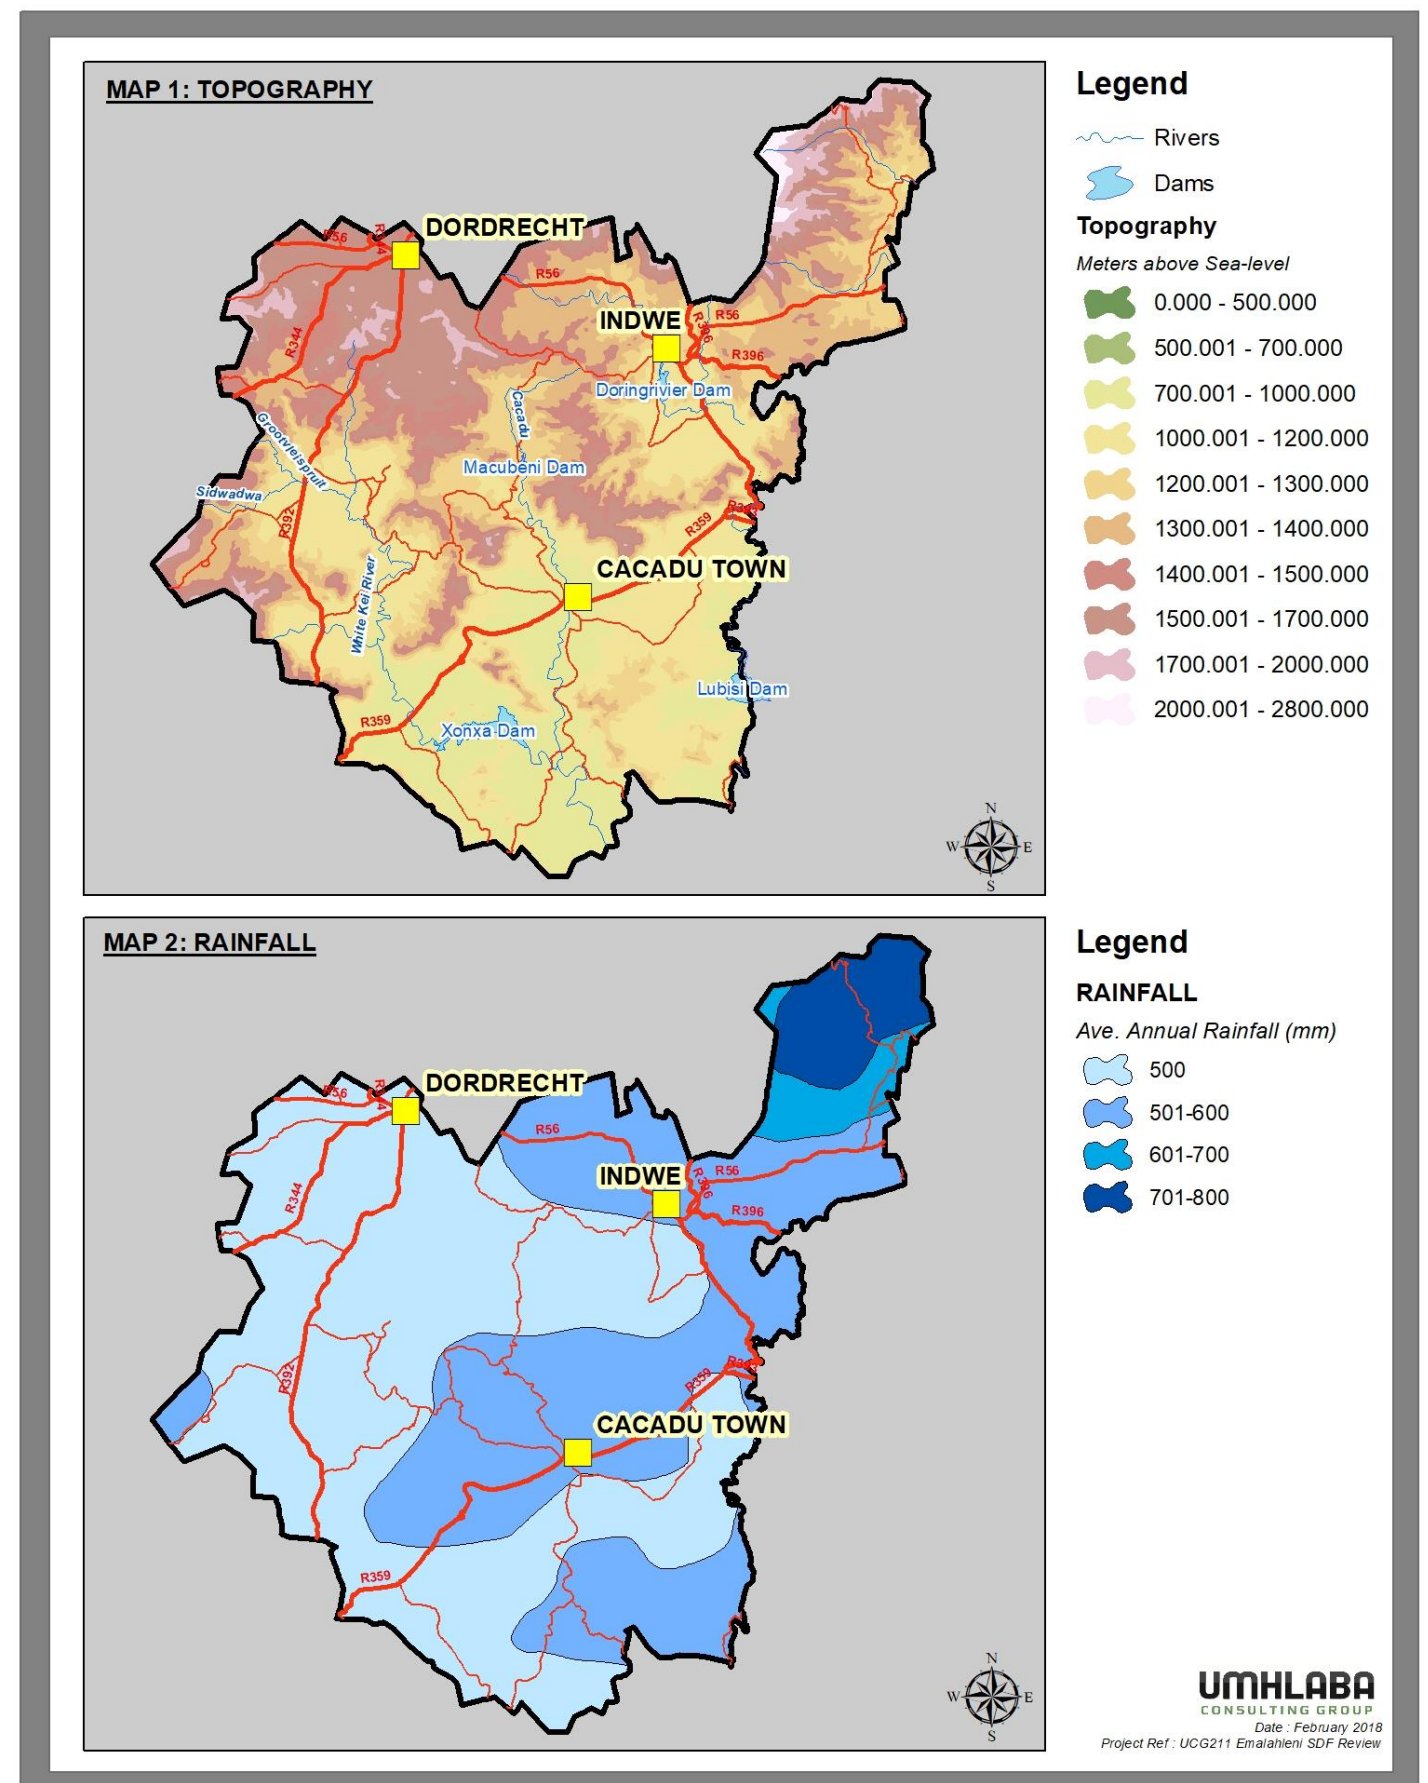 MAP 1: TOPOGRAPHY
DORDRECHT
R56
R344
R56
INDWE
R56
R396
R396
R344
Doringrivier Dam
Cacadu
Grootvleispruit
Macubeni Dam
Sidwadwa
R392
R359
CACADU TOWN
White Kei River
Lubisi Dam
R359
Xonxa Dam
N
W
E
S
Legend
Rivers
Dams
Topography
Meters above Sea-level
0.000 - 500.000
500.001 - 700.000
700.001 - 1000.000
1000.001 - 1200.000
1200.001 - 1300.000
1300.001 - 1400.000
1400.001 - 1500.000
1500.001 - 1700.000
1700.001 - 2000.000
2000.001 - 2800.000
MAP 2: RAINFALL
DORDRECHT
R56
R56
INDWE
R56
R396
R396
R344
R392
R359
CACADU TOWN
R359
N
W
E
S
Legend
RAINFALL
Ave. Annual Rainfall (mm)
500
501-600
601-700
701-800
UMHLABA
CONSULTING GROUP
Date : February 2018
Project Ref : UCG211 Emalahleni SDF Review